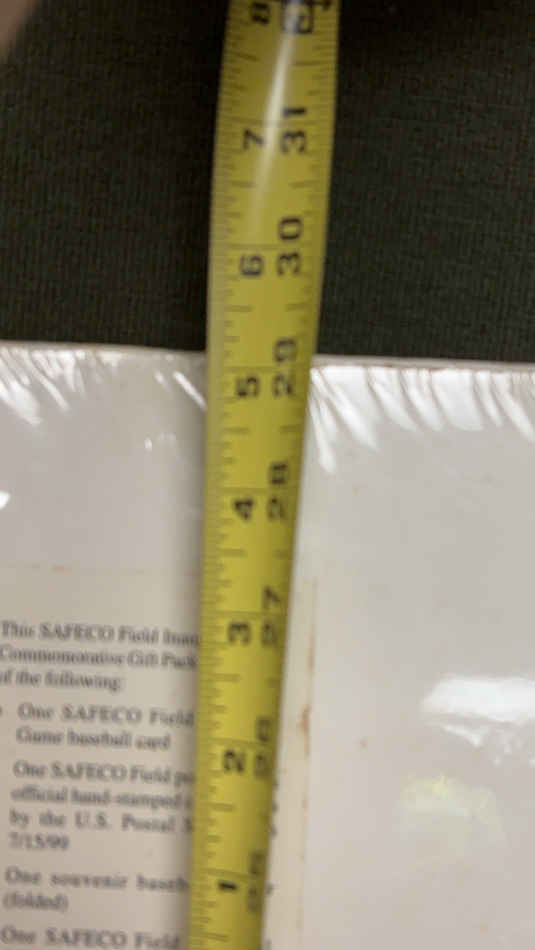 8
7 31
6 30
5 29
4 28
3 27
2 26
1
This SAFECO Field
Commemorative Gift Pack
of the following:
One SAFECO Field
Game baseball card
One SAFECO Field
official hand-stamped
by the U.S. Postal
7/15/99
One souvenir
(folded)
One SAFECO Field